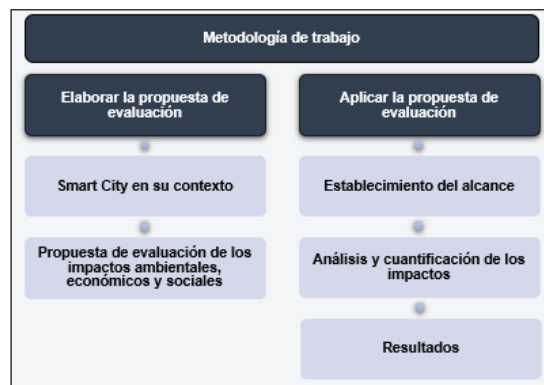 Metodología de trabajo
Elaborar la propuesta de
evaluación
Smart City en su contexto
Propuesta de evaluación de los
impactos ambientales,
económicos y sociales
Aplicar la propuesta de
evaluación
Establecimiento del alcance
Análisis y cuantificación de los
impactos
Resultados